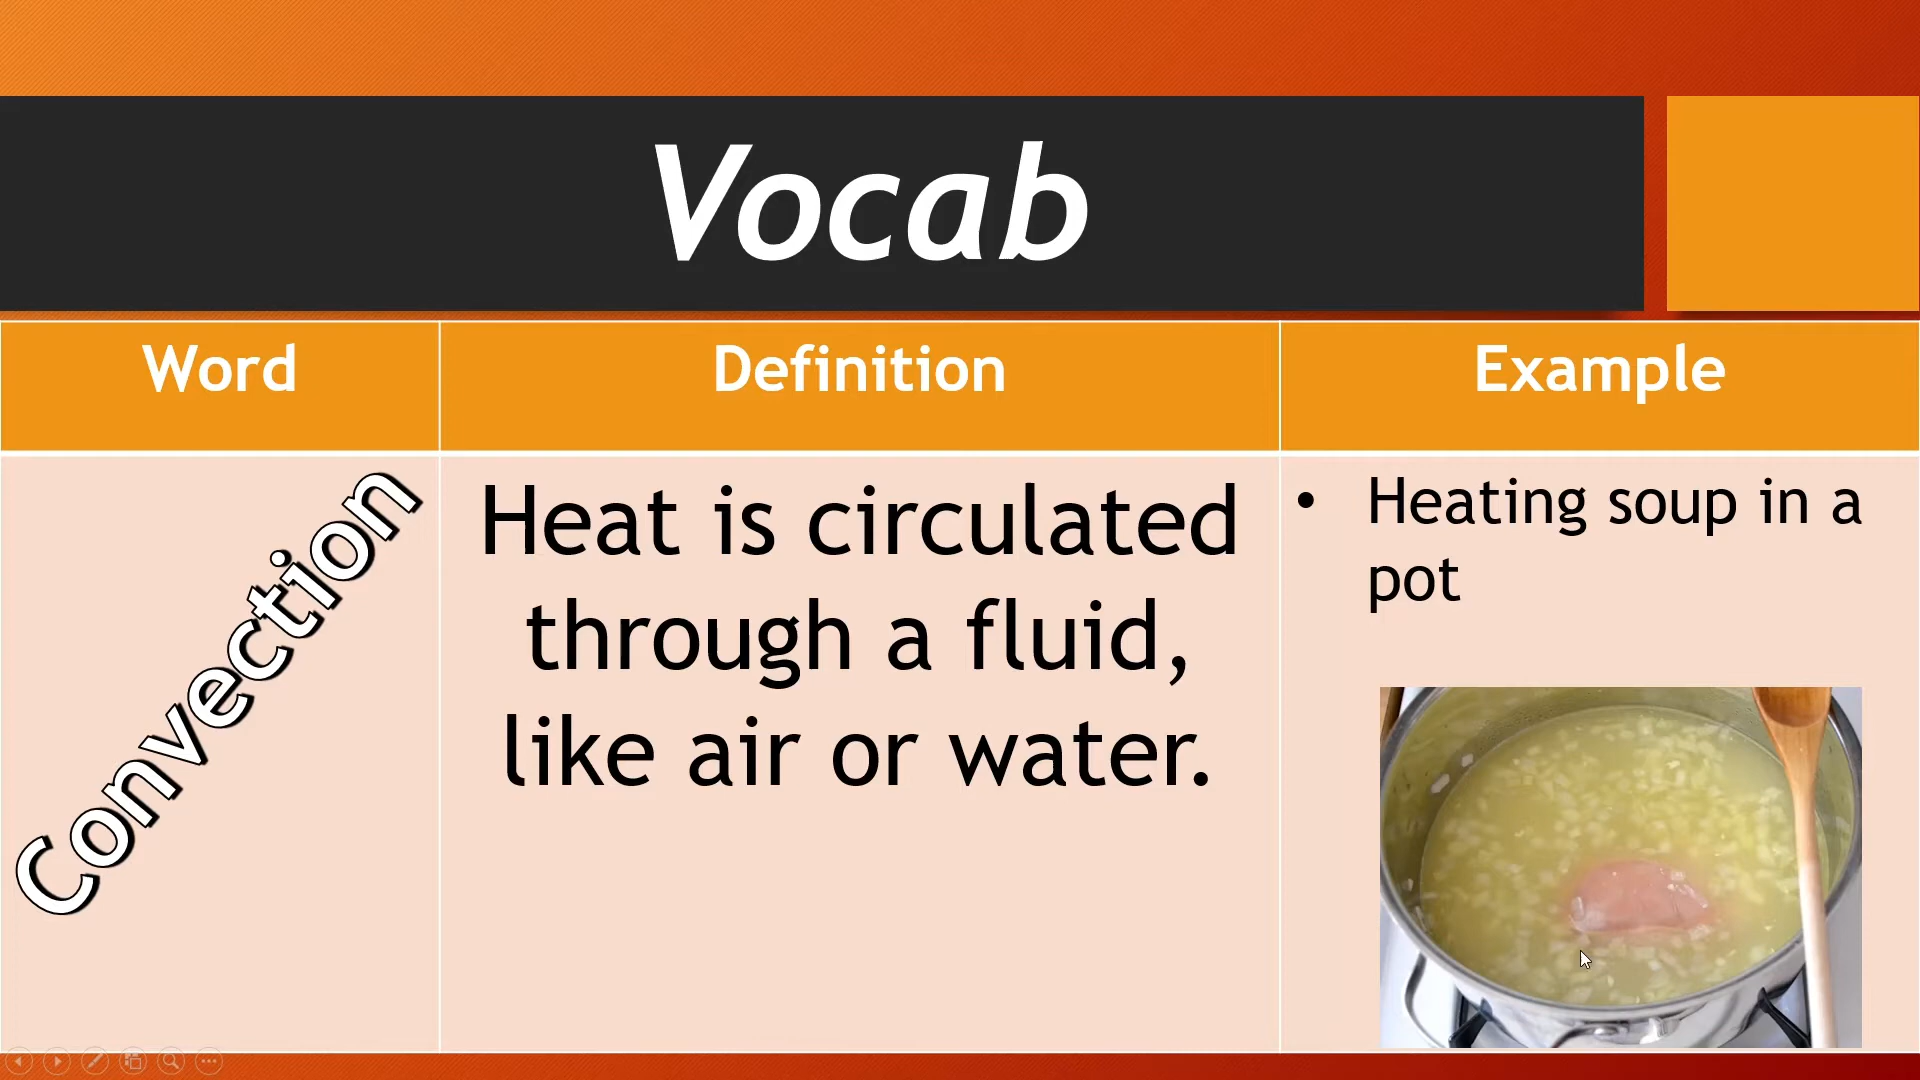 Vocab
Word
Definition
Example
Convection
Heat is circulated
through a fluid,
like air or water.
• Heating soup in a
pot